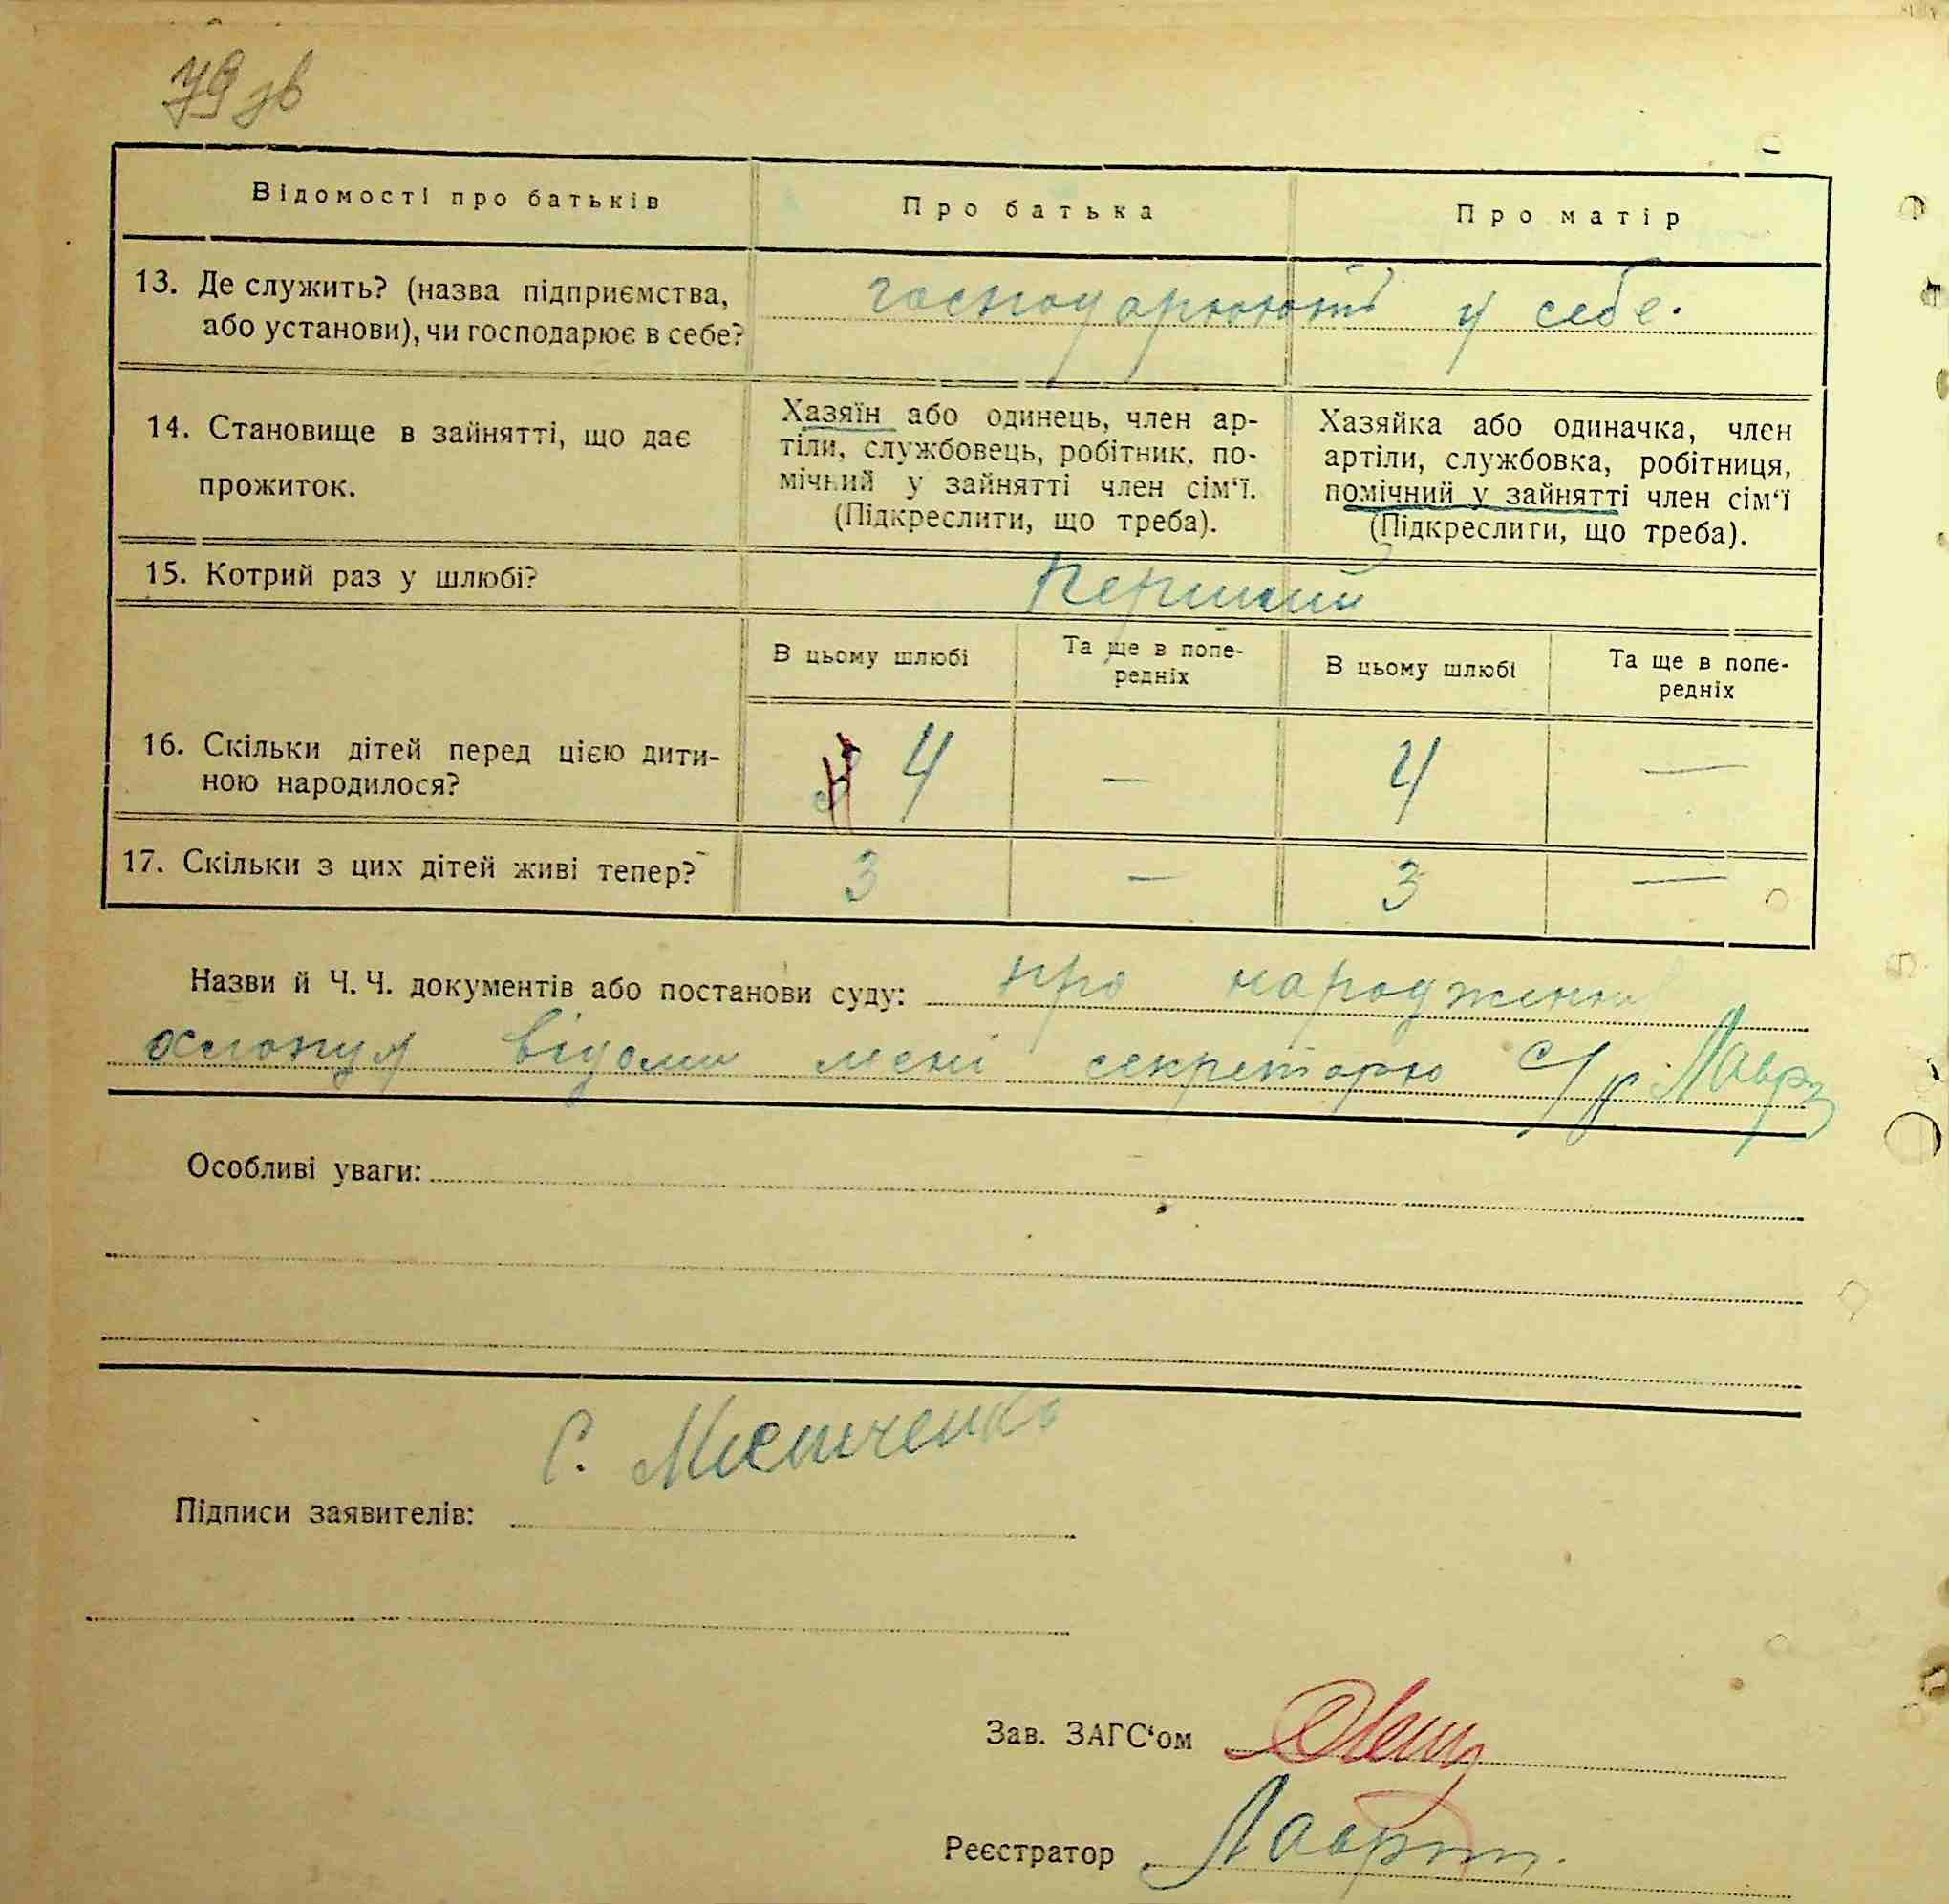 79 зв
Відомості про батьків Про батька Про матір
13. Де служить? (назва підприємства, або установи), чи господарює в себе?
господарюють у себе.
14. Становище в зайнятті, що дає прожиток.
Хазяїн або одинець, член ар-
тіли, службовець, робітник, по-
мічний у зайнятті член сім‘ї.
(Підкреслити, що треба).
Хазяйка або одиначка, член
артіли, службовка, робітниця,
помічний у зайнятті член сім‘ї
(Підкреслити, що треба).
15. Котрий раз у шлюбі? перший
В цьому шлюбі
Та ще в попе-
редніх
В цьому шлюбі
Та ще в попе-
редніх
16. Скільки дітей перед цією дити-
ною народилося?
4 — 4 —
17. Скільки з цих дітей живі тепер? 3 — 3 —
Назви й Ч. Ч. документів або постанови суду: про народження
хлопця відоми мені секретарю с/р Лавр
Особливі уваги:
Є. Мисниченко
Підписи заявителів:
Зав. ЗАГС‘ом
Реєстратор